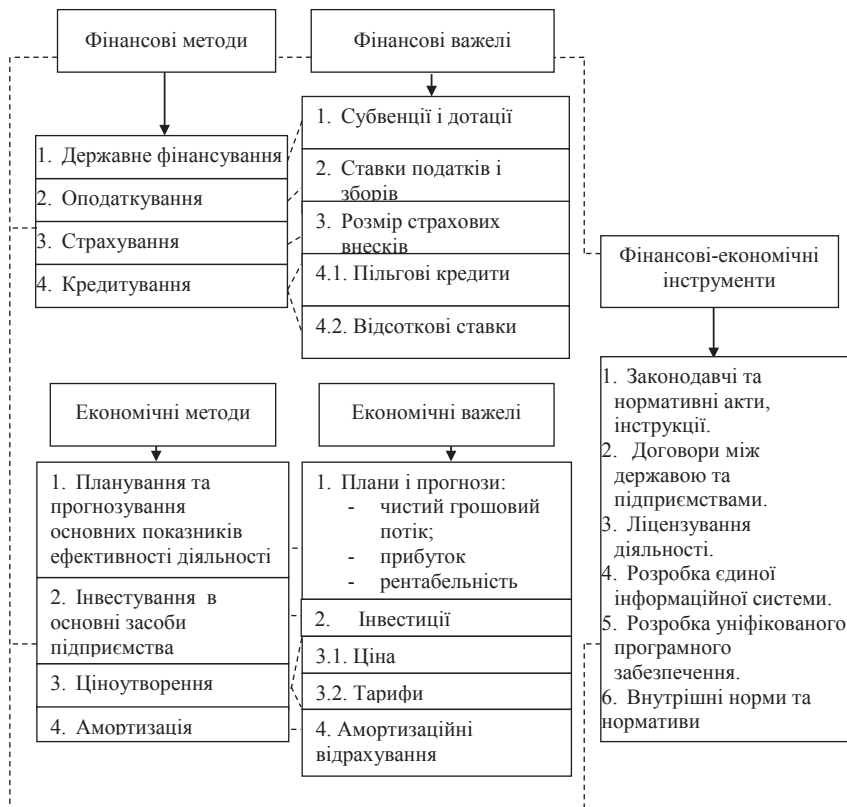 Фінансові методи
Фінансові важелі
1. Державне фінансування
2. Оподаткування
3. Страхування
4. Кредитування
1. Субвенції і дотації
2. Ставки податків і
зборів
3. Розмір страхових
внесків
4.1. Пільгові кредити
4.2. Відсоткові ставки
Фінансові-економічні
інструменти
1. Законодавчі та
нормативні акти,
інструкції.
2. Договори між
державою та
підприємствами.
3. Ліцензування
діяльності.
4. Розробка єдиної
інформаційної системи.
5. Розробка уніфікованого
програмного
забезпечення.
6. Внутрішні норми та
нормативи
Економічні методи
Економічні важелі
1. Планування та
прогнозування
основних показників
ефективності діяльності
2. Інвестування в
основні засоби
підприємства
3. Ціноутворення
4. Амортизація
1. Плани і прогнози:
- чистий грошовий
потік;
- прибуток
- рентабельність
2. Інвестиції
3.1. Ціна
3.2. Тарифи
4. Амортизаційні
відрахування